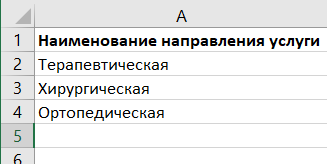 A
1 Наименование направления услуги
2 Терапевтическая
3 Хирургическая
4 Ортопедическая
5
6